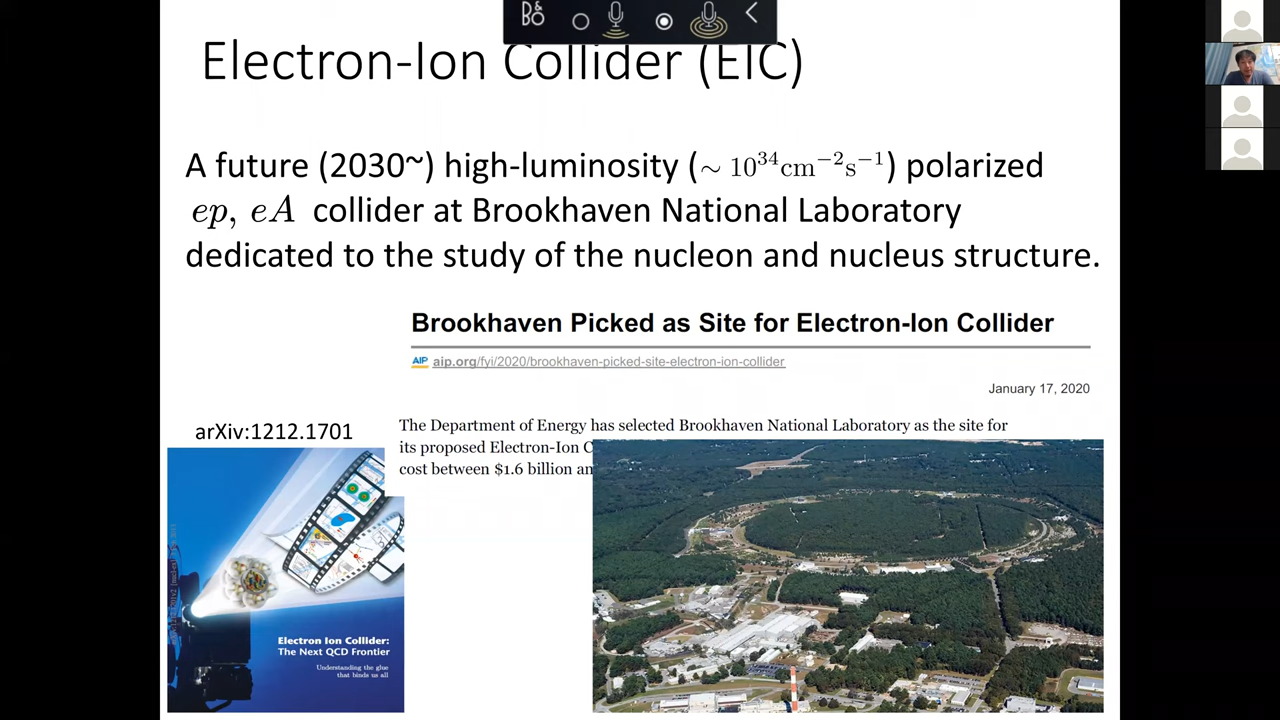 B&O
Electron-Ion Collider (EIC)
A future (2030~) high-luminosity (∼ 10³⁴cm⁻²s⁻¹) polarized
ep, eA collider at Brookhaven National Laboratory
dedicated to the study of the nucleon and nucleus structure.
Brookhaven Picked as Site for Electron-Ion Collider
AIP aip.org/fyi/2020/brookhaven-picked-site-electron-ion-collider
January 17, 2020
The Department of Energy has selected Brookhaven National Laboratory as the site for
its proposed Electron-Ion C
cost between $1.6 billion an
arXiv:1212.1701
Electron Ion Collider:
The Next QCD Frontier
Understanding the glue
that binds us all